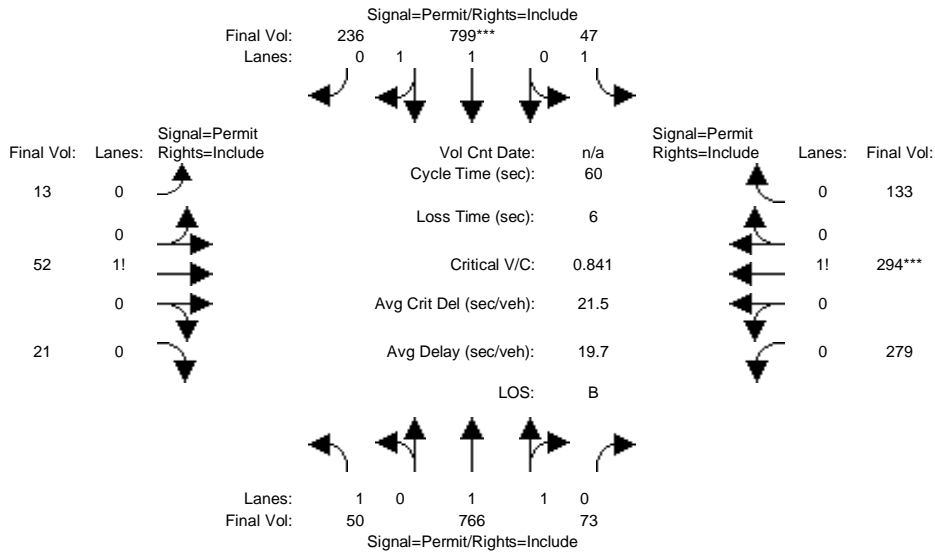 Signal=Permit/Rights=Include
Final Vol: 236 799*** 47
Lanes: 0 1 1 0 1
Signal=Permit
Final Vol: Lanes: Rights=Include
Vol Cnt Date: n/a
Signal=Permit
Rights=Include Lanes: Final Vol:
Cycle Time (sec): 60
13 0
0 133
Loss Time (sec): 6
0
0
52 1!
Critical V/C: 0.841
1! 294***
0
Avg Crit Del (sec/veh): 21.5
0
21 0
Avg Delay (sec/veh): 19.7
0 279
LOS: B
Lanes: 1 0 1 1 0
Final Vol: 50 766 73
Signal=Permit/Rights=Include